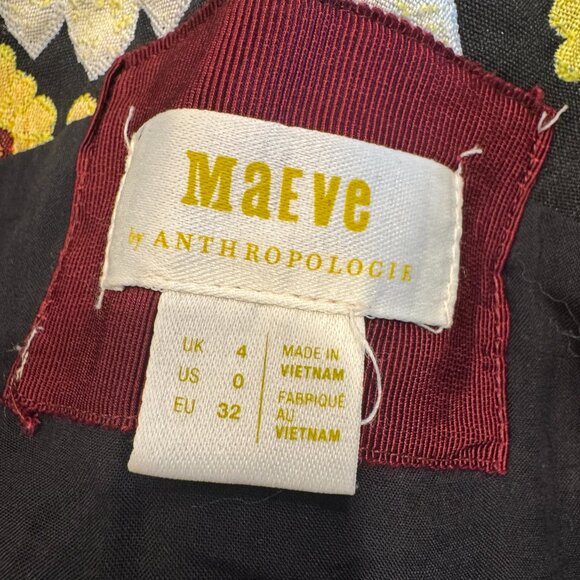 MaEVe
by ANTHROPOLOGIE
UK 4
US 0
EU 32
MADE IN
VIETNAM
FABRIQUÉ
AU
VIETNAM